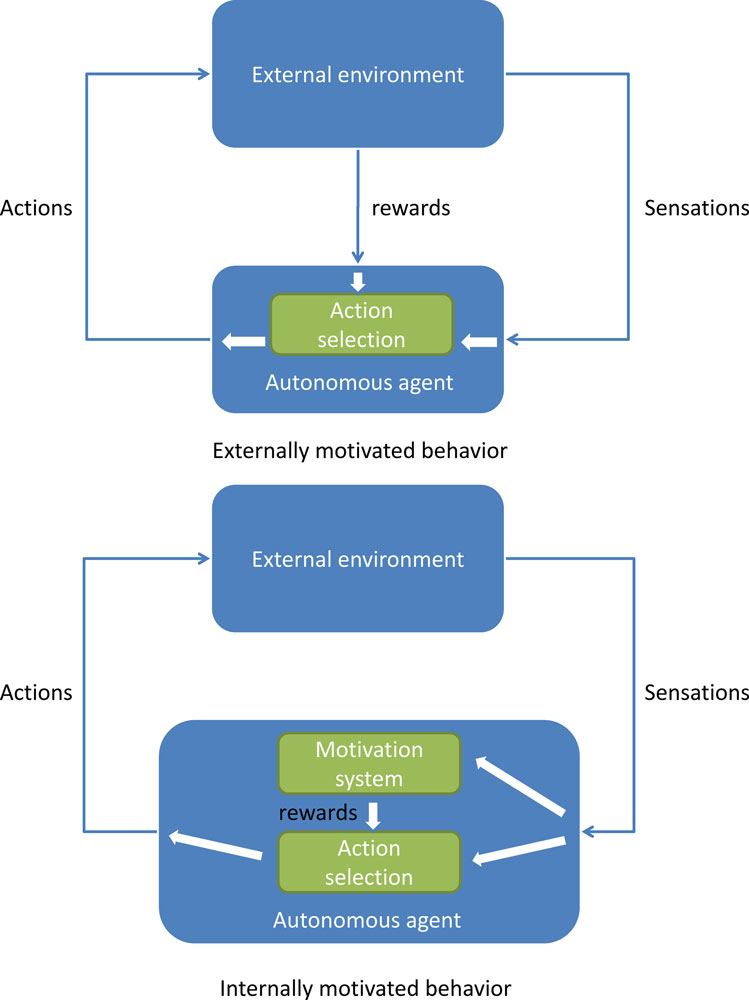 External environment
Actions
rewards
Sensations
Action
selection
Autonomous agent
Externally motivated behavior
External environment
Actions
Sensations
Motivation
system
rewards
Action
selection
Autonomous agent
Internally motivated behavior